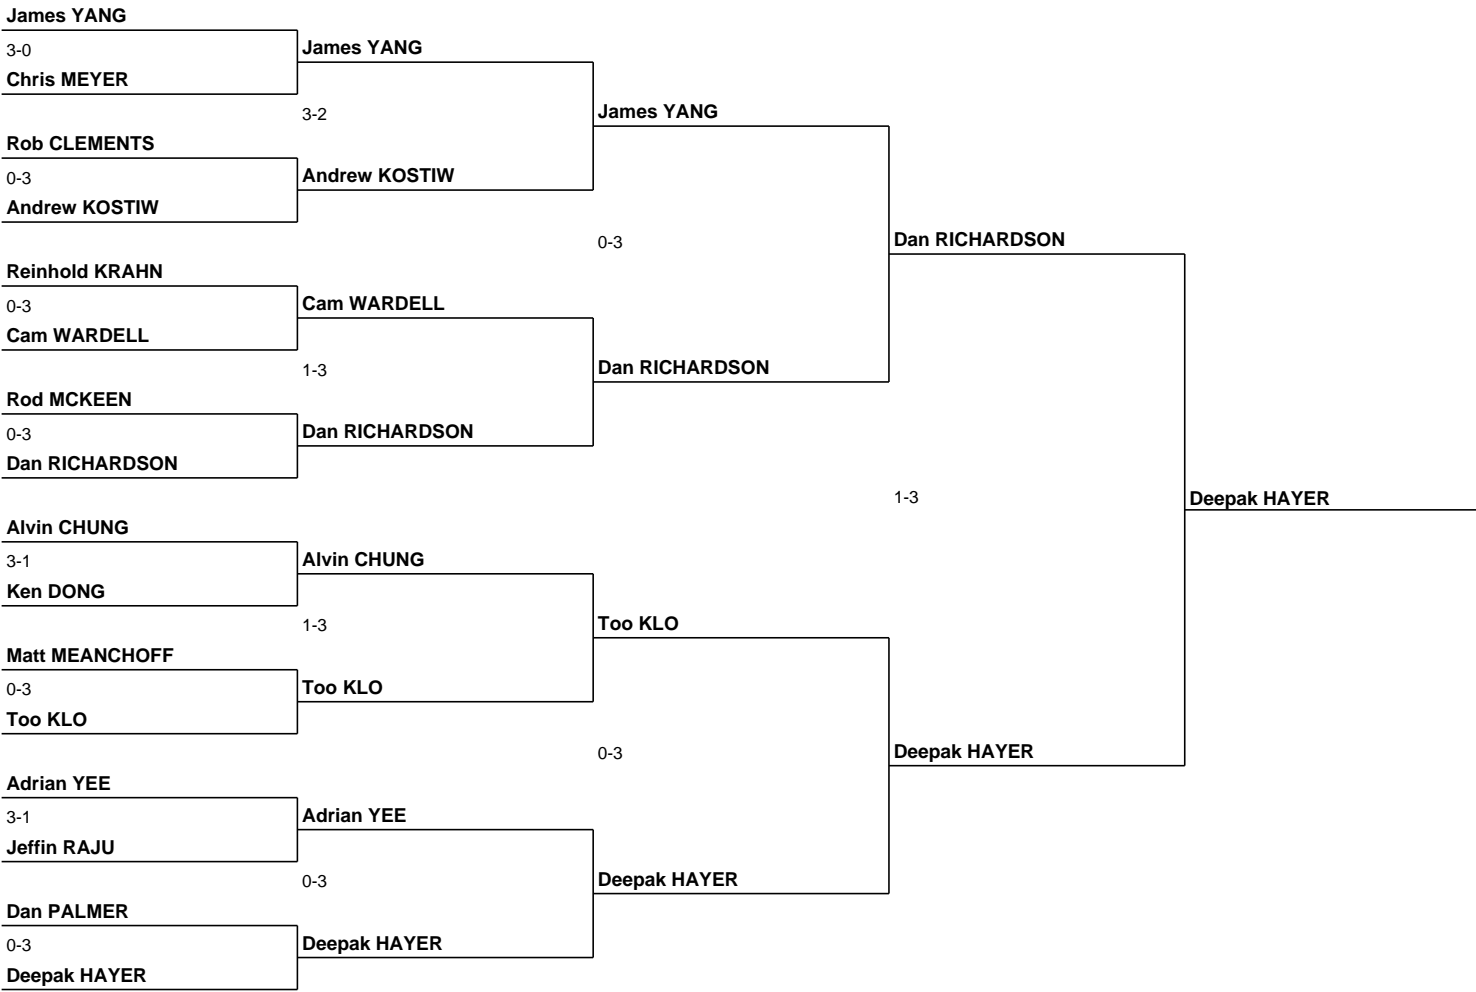 James YANG
3-0
James YANG
Chris MEYER
3-2
James YANG
Rob CLEMENTS
0-3
Andrew KOSTIW
Andrew KOSTIW
0-3
Dan RICHARDSON
Reinhold KRAHN
0-3
Cam WARDELL
Cam WARDELL
1-3
Dan RICHARDSON
Rod MCKEEN
0-3
Dan RICHARDSON
Dan RICHARDSON
1-3
Deepak HAYER
Alvin CHUNG
3-1
Alvin CHUNG
Ken DONG
1-3
Too KLO
Matt MEANCHOFF
0-3
Too KLO
Too KLO
0-3
Deepak HAYER
Adrian YEE
3-1
Adrian YEE
Jeffin RAJU
0-3
Deepak HAYER
Dan PALMER
0-3
Deepak HAYER
Deepak HAYER